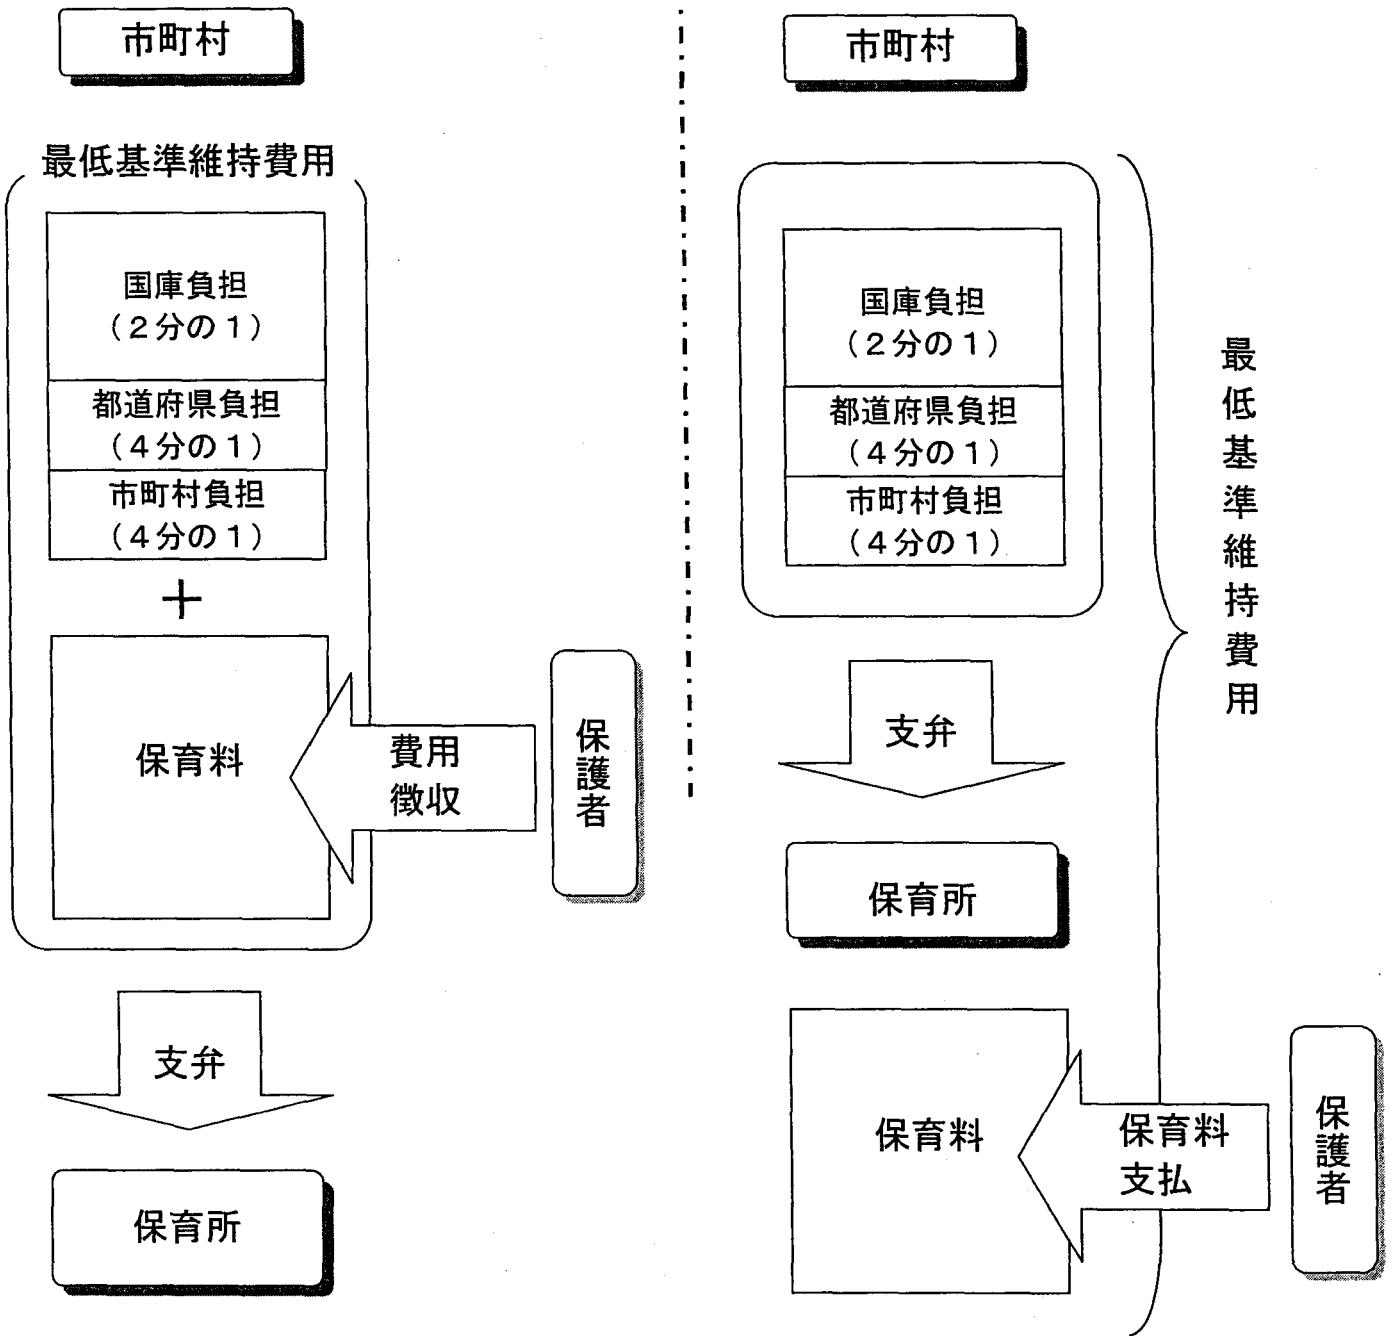 市町村
最低基準維持費用
国庫負担
(2分の1)
都道府県負担
(4分の1)
市町村負担
(4分の1)
＋
保育料
費用
徴収
保護者
支弁
保育所
市町村
国庫負担
(2分の1)
都道府県負担
(4分の1)
市町村負担
(4分の1)
最低基準維持費用
支弁
保育所
保育料
保育料
支払
保護者